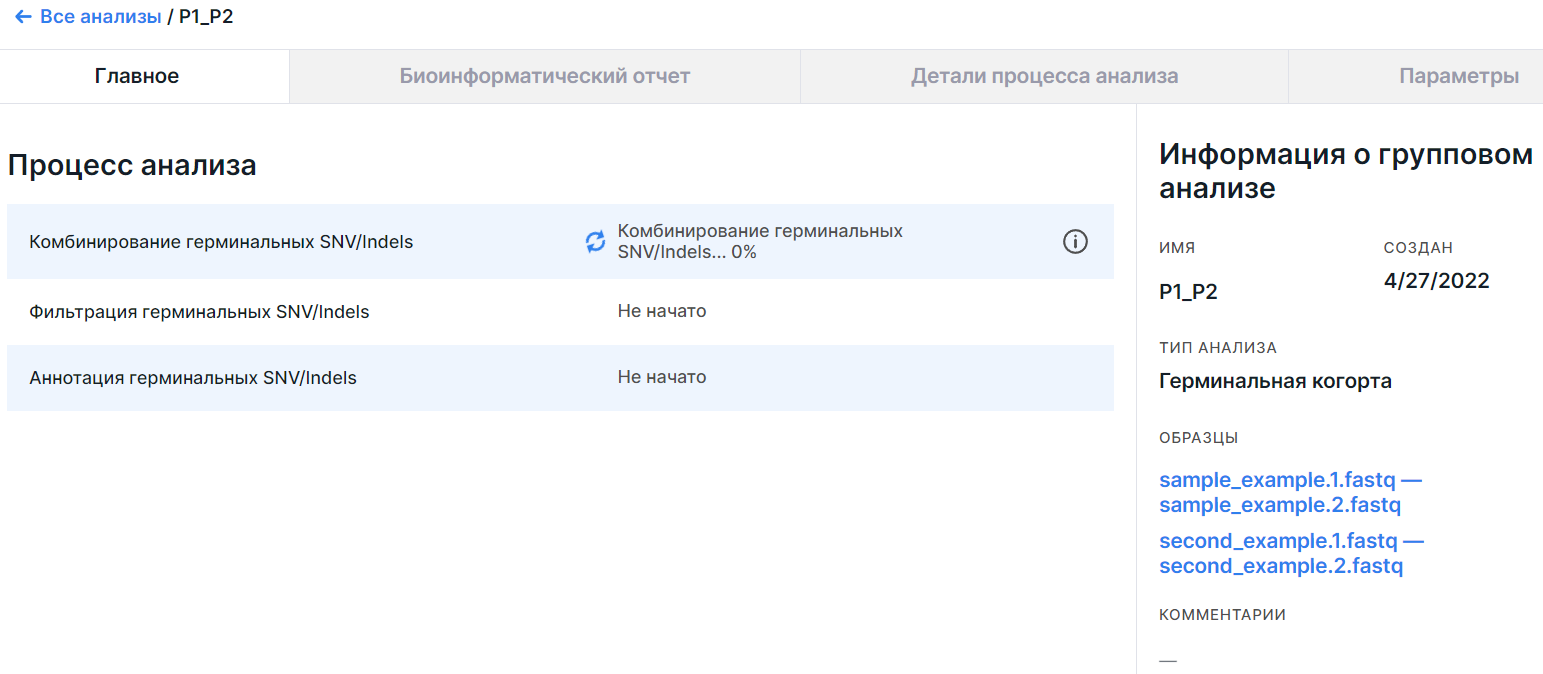 ← Все анализы / P1_P2
Главное
Биоинформатический отчет
Детали процесса анализа
Параметры
Процесс анализа
Комбинирование герминальных SNV/Indels
Комбинирование герминальных
SNV/Indels... 0%
Фильтрация герминальных SNV/Indels
Не начато
Аннотация герминальных SNV/Indels
Не начато
Информация о групповом
анализе
ИМЯ
P1_P2
СОЗДАН
4/27/2022
ТИП АНАЛИЗА
Герминальная когорта
ОБРАЗЦЫ
sample_example.1.fastq —
sample_example.2.fastq
second_example.1.fastq —
second_example.2.fastq
КОММЕНТАРИИ
—